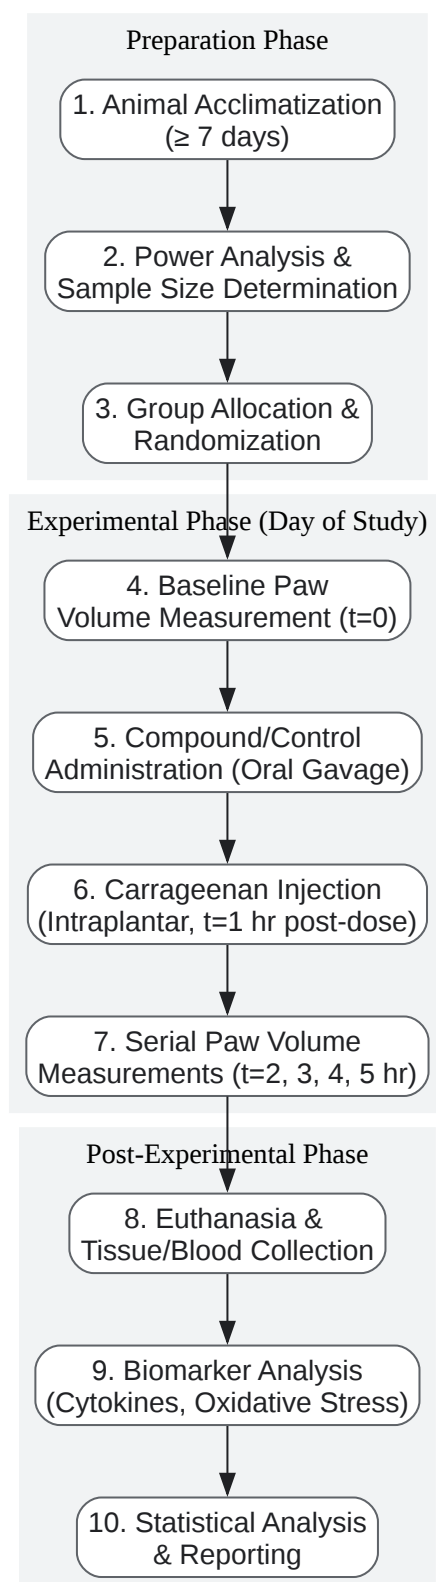 Preparation Phase
1. Animal Acclimatization
(≥ 7 days)
2. Power Analysis &
Sample Size Determination
3. Group Allocation &
Randomization
Experimental Phase (Day of Study)
4. Baseline Paw
Volume Measurement (t=0)
5. Compound/Control
Administration (Oral Gavage)
6. Carrageenan Injection
(Intraplantar, t=1 hr post-dose)
7. Serial Paw Volume
Measurements (t=2, 3, 4, 5 hr)
Post-Experimental Phase
8. Euthanasia &
Tissue/Blood Collection
9. Biomarker Analysis
(Cytokines, Oxidative Stress)
10. Statistical Analysis
& Reporting